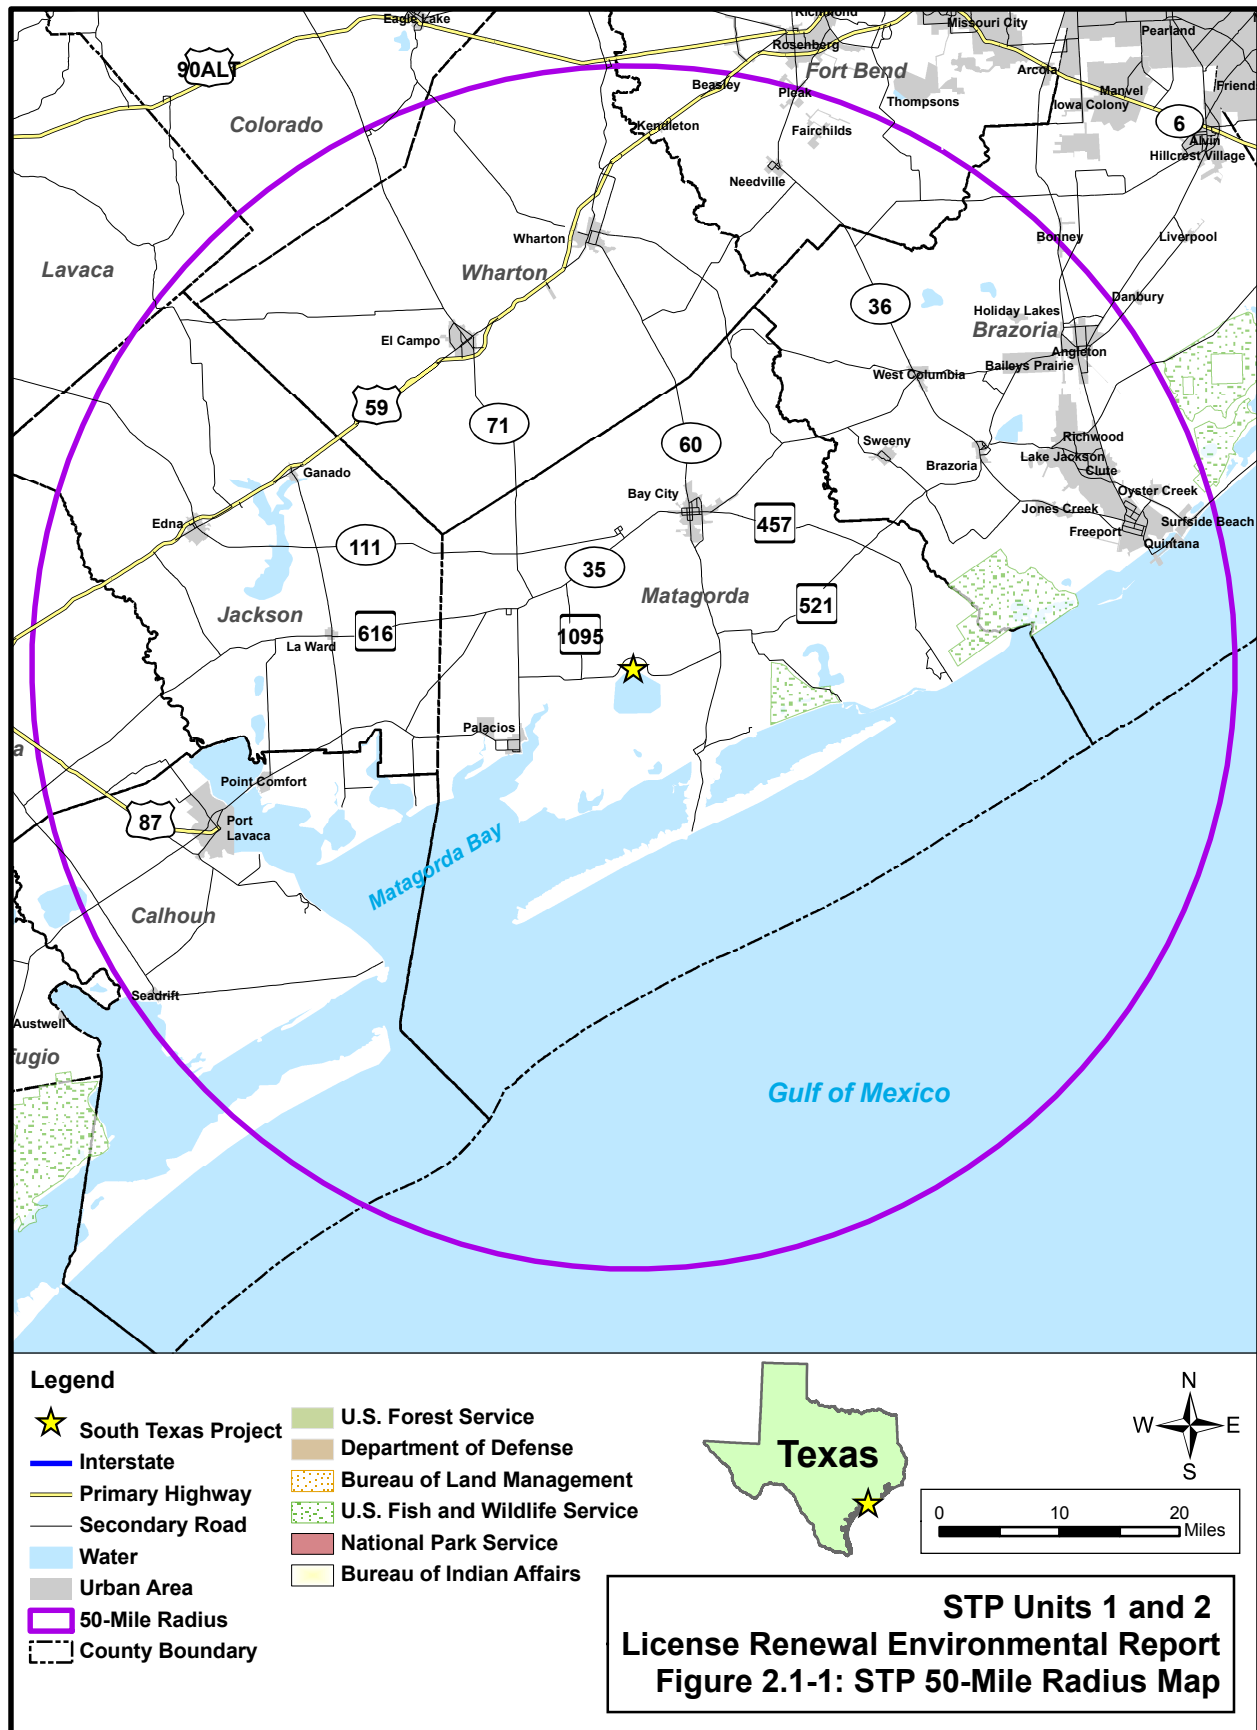 Eagle Lake
Richmond
Missouri City
Pearland
Rosenberg
90ALT
Fort Bend
Arcola
Beasley
Pleak
Manvel
Friend
Thompsons
Iowa Colony
Colorado
Kendleton
Fairchilds
6
Alvin
Hillcrest Village
Needville
Wharton
Bonney
Liverpool
Lavaca
Wharton
Danbury
36
Holiday Lakes
Brazoria
El Campo
Angleton
Baileys Prairie
West Columbia
59
71
60
Sweeny
Richwood
Lake Jackson
Brazoria
Clute
Ganado
Bay City
Oyster Creek
Jones Creek
Surfside Beach
Edna
457
Freeport
Quintana
111
35
Matagorda
521
Jackson
616
1095
La Ward
Palacios
a
Point Comfort
87
Port
Lavaca
Matagorda Bay
Calhoun
Seadrift
Austwell
fugio
Gulf of Mexico
Legend
South Texas Project
Interstate
Primary Highway
Secondary Road
Water
Urban Area
50-Mile Radius
County Boundary
U.S. Forest Service
Department of Defense
Bureau of Land Management
U.S. Fish and Wildlife Service
National Park Service
Bureau of Indian Affairs
Texas
N
W E
S
0 10 20
Miles
STP Units 1 and 2
License Renewal Environmental Report
Figure 2.1-1: STP 50-Mile Radius Map